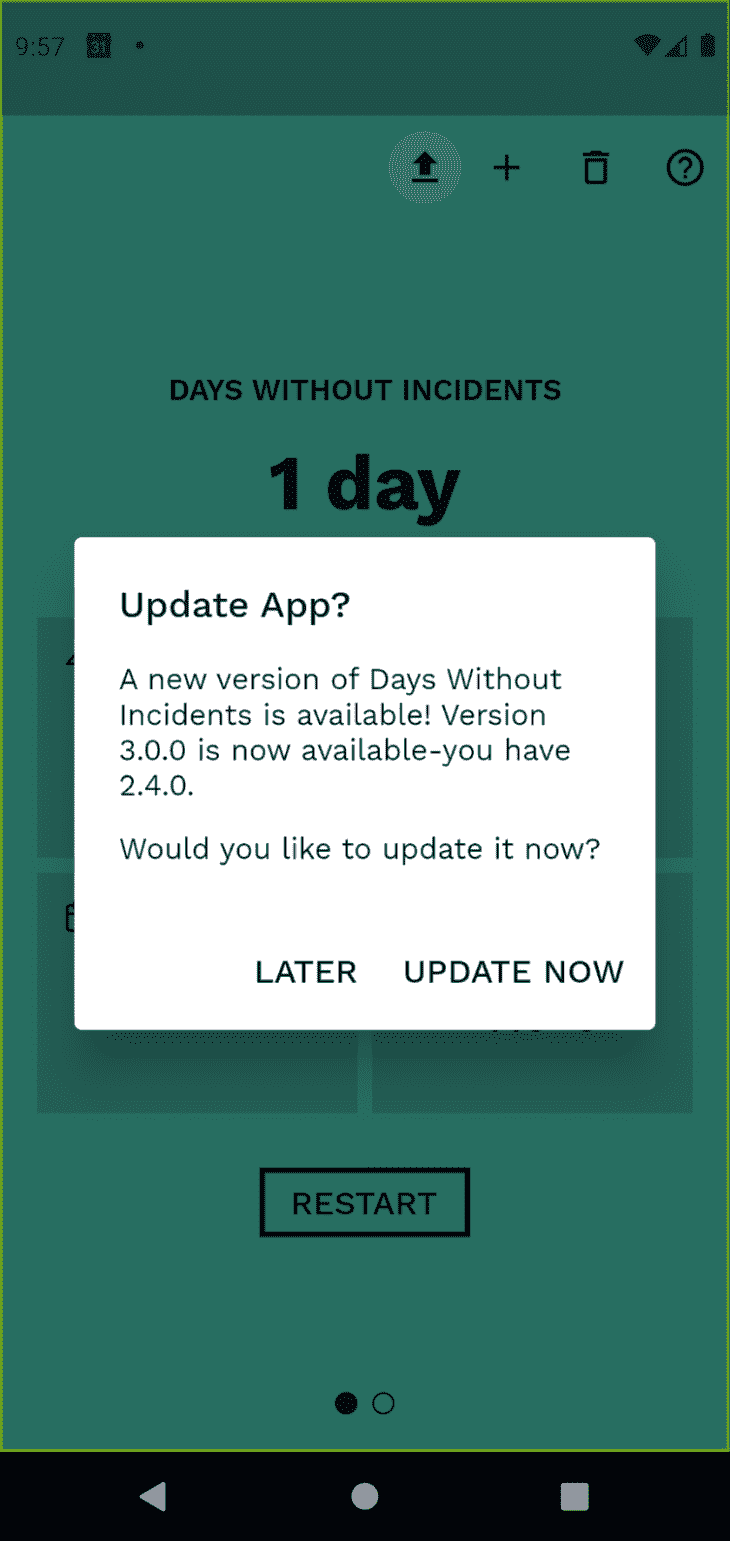 9:57
31
DAYS WITHOUT INCIDENTS
1 day
Update App?
A new version of Days Without
Incidents is available! Version
3.0.0 is now available-you have
2.4.0.
Would you like to update it now?
LATER UPDATE NOW
RESTART